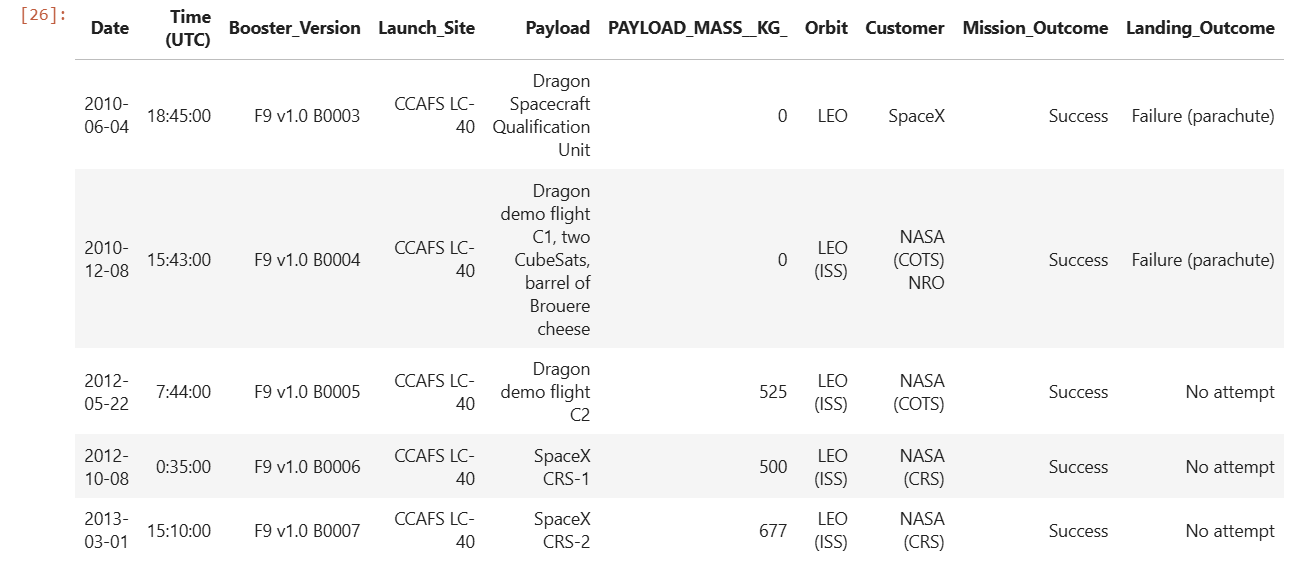 [26]:
Date Time (UTC) Booster_Version Launch_Site Payload PAYLOAD_MASS__KG_ Orbit Customer Mission_Outcome Landing_Outcome
2010-06-04 18:45:00 F9 v1.0 B0003 CCAFS LC-40 Dragon Spacecraft Qualification Unit 0 LEO SpaceX Success Failure (parachute)
2010-12-08 15:43:00 F9 v1.0 B0004 CCAFS LC-40 Dragon demo flight C1, two CubeSats, barrel of Brouere cheese 0 LEO (ISS) NASA (COTS) NRO Success Failure (parachute)
2012-05-22 7:44:00 F9 v1.0 B0005 CCAFS LC-40 Dragon demo flight C2 525 LEO (ISS) NASA (COTS) Success No attempt
2012-10-08 0:35:00 F9 v1.0 B0006 CCAFS LC-40 SpaceX CRS-1 500 LEO (ISS) NASA (CRS) Success No attempt
2013-03-01 15:10:00 F9 v1.0 B0007 CCAFS LC-40 SpaceX CRS-2 677 LEO (ISS) NASA (CRS) Success No attempt